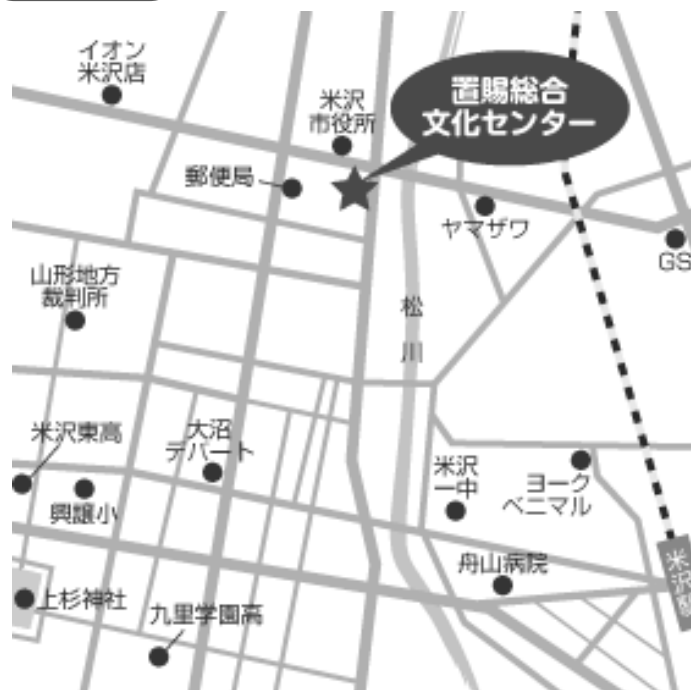 イオン
米沢店
米沢
市役所
置賜総合
文化センター
郵便局
ヤマザワ
GS
山形地方
裁判所
松川
米沢東高
大沼
デパート
興譲小
米沢
一中
ヨーク
ベニマル
舟山病院
米沢駅
上杉神社
九里学園高